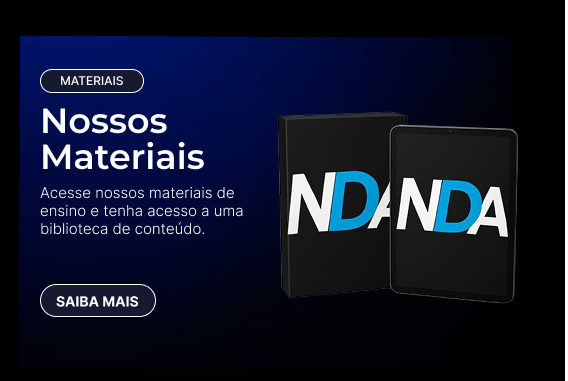 MATERIAIS
Nossos
Materiais
Acesse nossos materiais de
ensino e tenha acesso a uma
biblioteca de conteúdo.
SAIBA MAIS
NDA
NDA